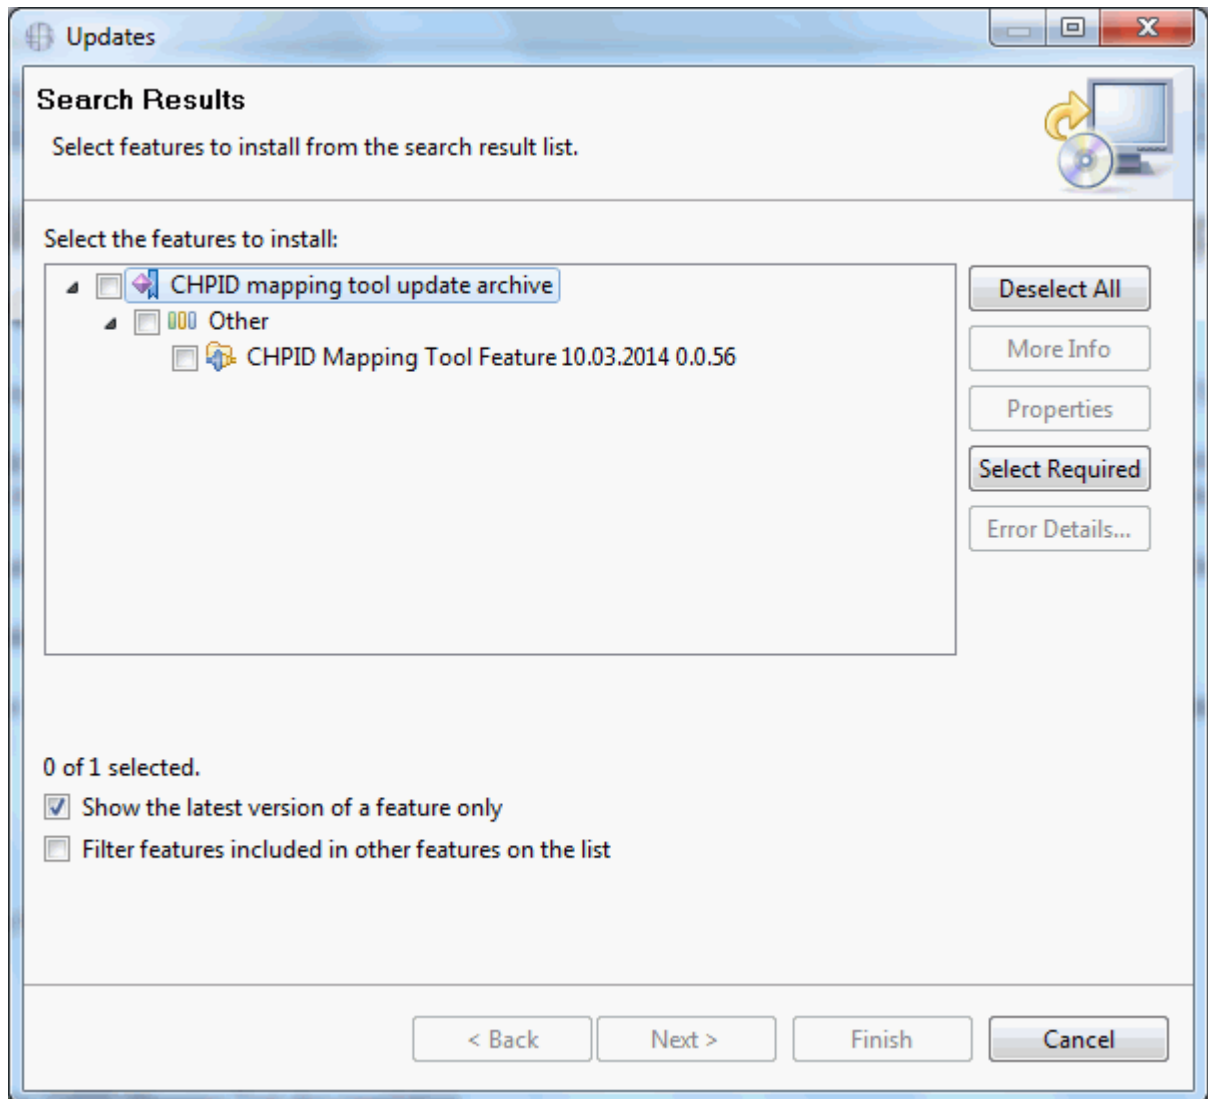 Updates
Search Results
Select features to install from the search result list.
Select the features to install:
CHPID mapping tool update archive
Other
CHPID Mapping Tool Feature 10.03.2014 0.0.56
Deselect All
More Info
Properties
Select Required
Error Details...
0 of 1 selected.
Show the latest version of a feature only
Filter features included in other features on the list
< Back
Next >
Finish
Cancel